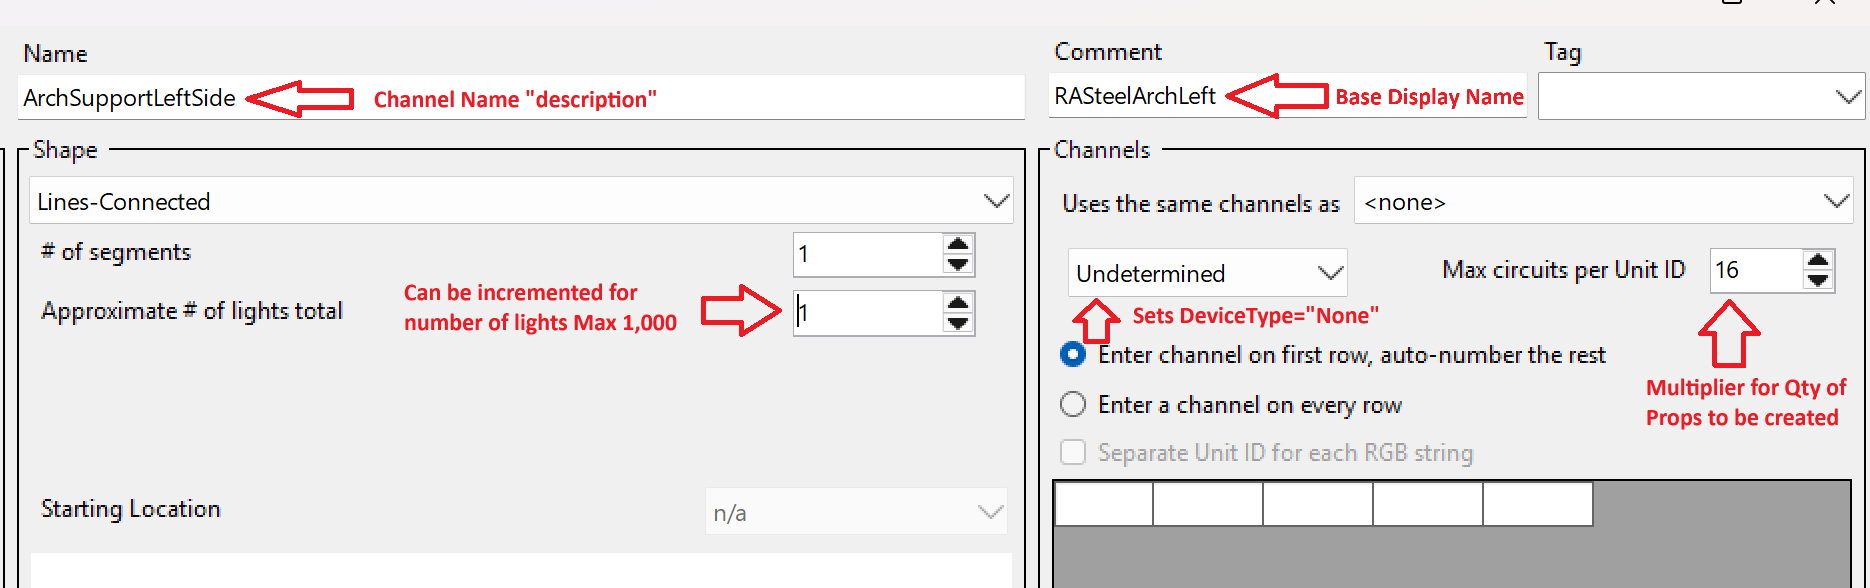 Name
Comment
Tag
ArchSupportLeftSide
Channel Name "description"
RASteelArchLeft
Base Display Name
Shape
Channels
Lines-Connected
Uses the same channels as
<none>
# of segments
1
Undetermined
Max circuits per Unit ID
16
Approximate # of lights total
Can be incremented for
number of lights Max 1,000
1
Sets DeviceType="None"
Enter channel on first row, auto-number the rest
Multiplier for Qty of
Props to be created
Enter a channel on every row
Separate Unit ID for each RGB string
Starting Location
n/a